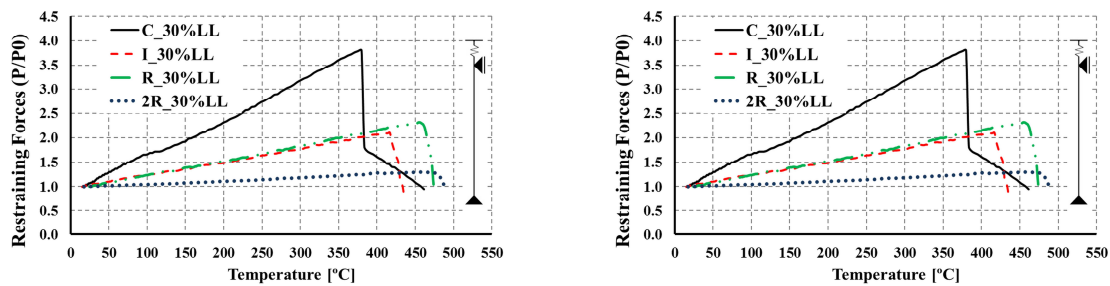 4.5
4.0
3.5
3.0
2.5
2.0
1.5
1.0
0.5
0.0
Restraining Forces (P/P0)
C_30%LL
I_30%LL
R_30%LL
2R_30%LL
0 50 100 150 200 250 300 350 400 450 500 550
Temperature [ºC]
4.5
4.0
3.5
3.0
2.5
2.0
1.5
1.0
0.5
0.0
Restraining Forces (P/P0)
C_30%LL
I_30%LL
R_30%LL
2R_30%LL
0 50 100 150 200 250 300 350 400 450 500 550
Temperature [ºC]